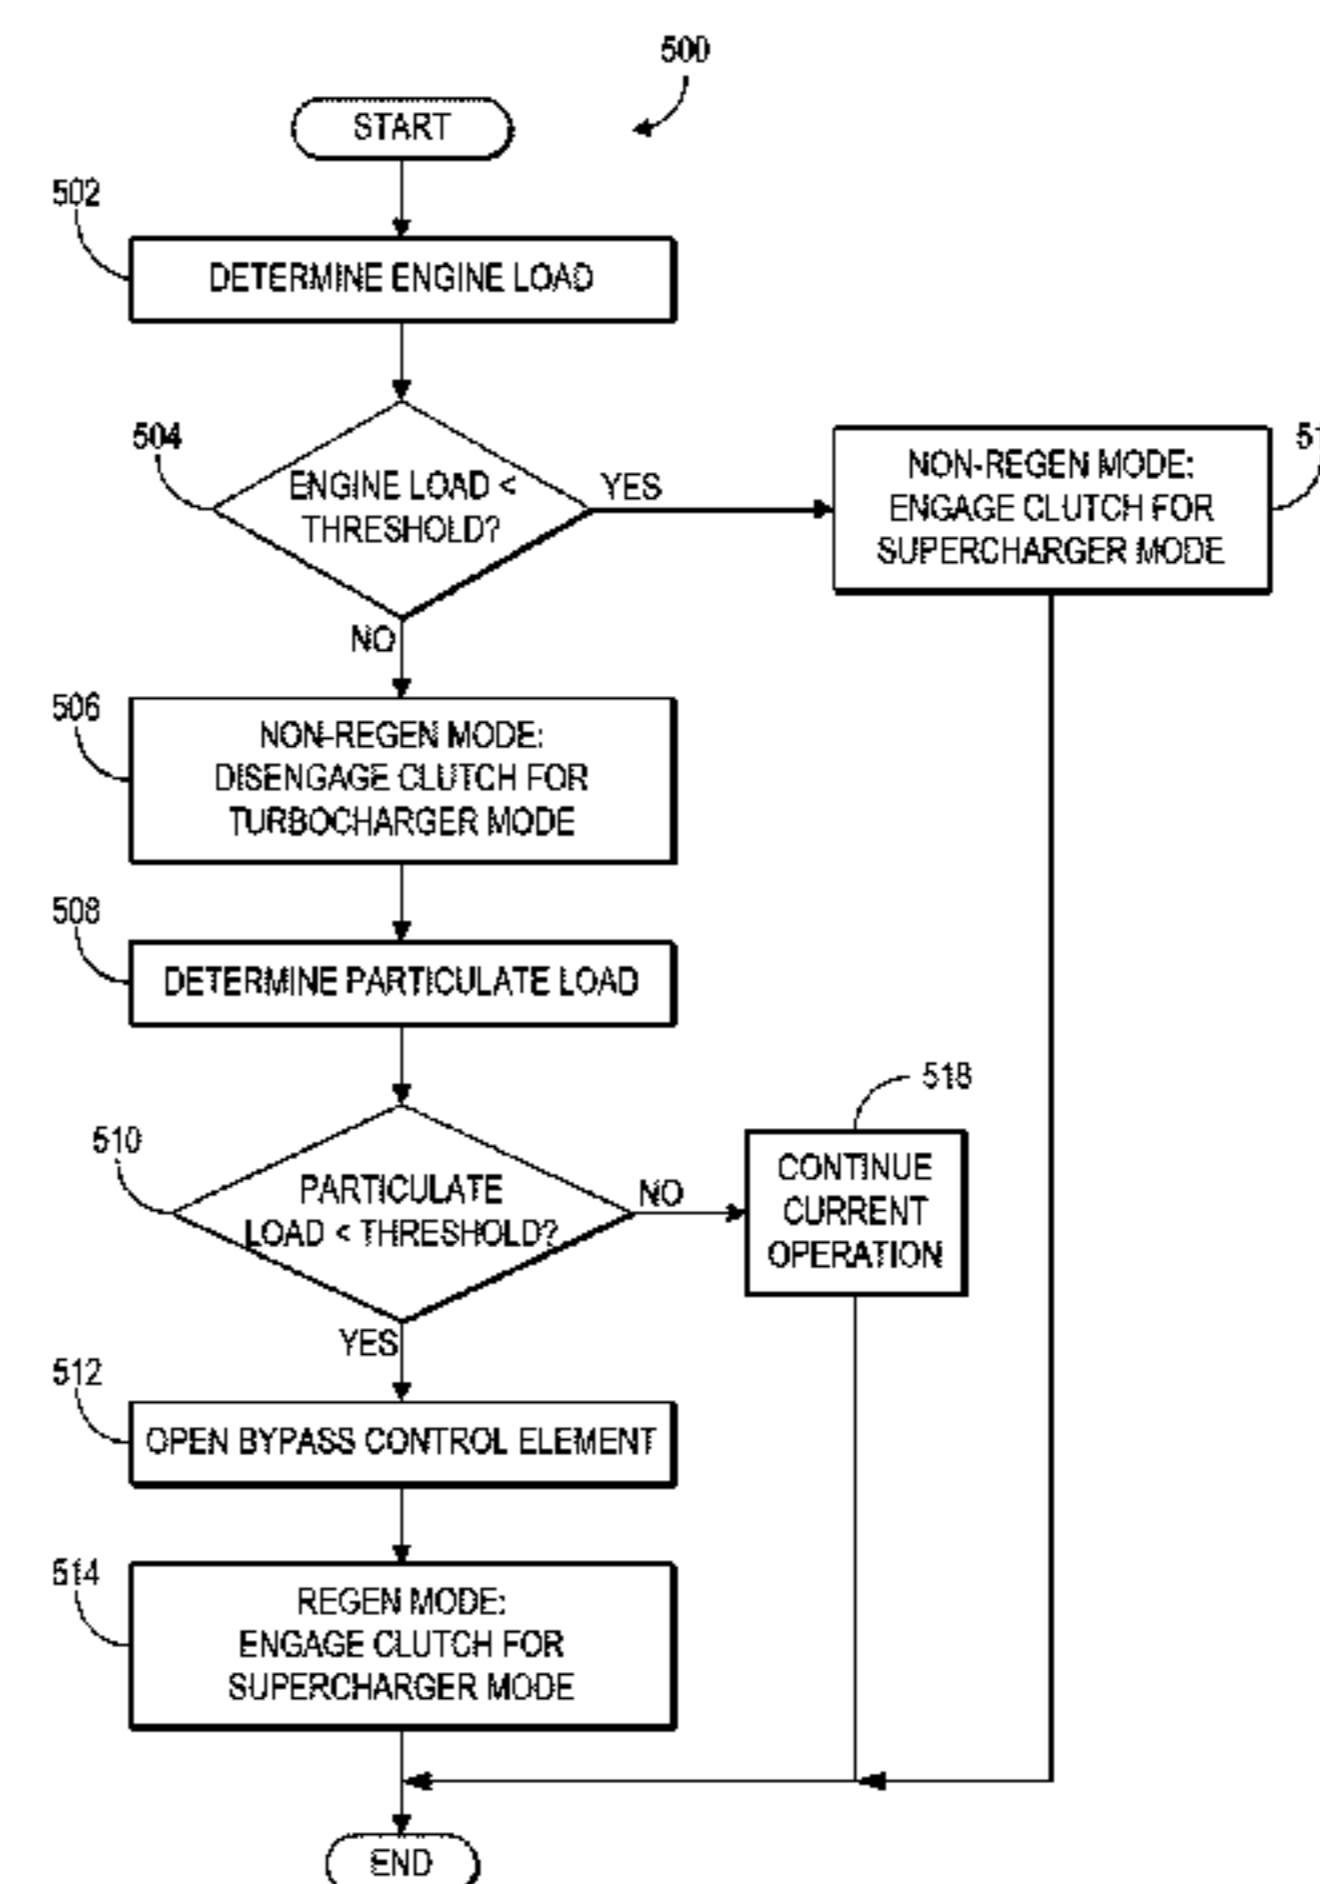 500
START
502
DETERMINE ENGINE LOAD
504
ENGINE LOAD <
THRESHOLD?
YES
NON-REGEN MODE:
ENGAGE CLUTCH FOR
SUPERCHARGER MODE
NO
506
NON-REGEN MODE:
DISENGAGE CLUTCH FOR
TURBOCHARGER MODE
508
DETERMINE PARTICULATE LOAD
518
510
PARTICULATE
LOAD < THRESHOLD?
NO
CONTINUE
CURRENT
OPERATION
YES
512
OPEN BYPASS CONTROL ELEMENT
514
REGEN MODE:
ENGAGE CLUTCH FOR
SUPERCHARGER MODE
END